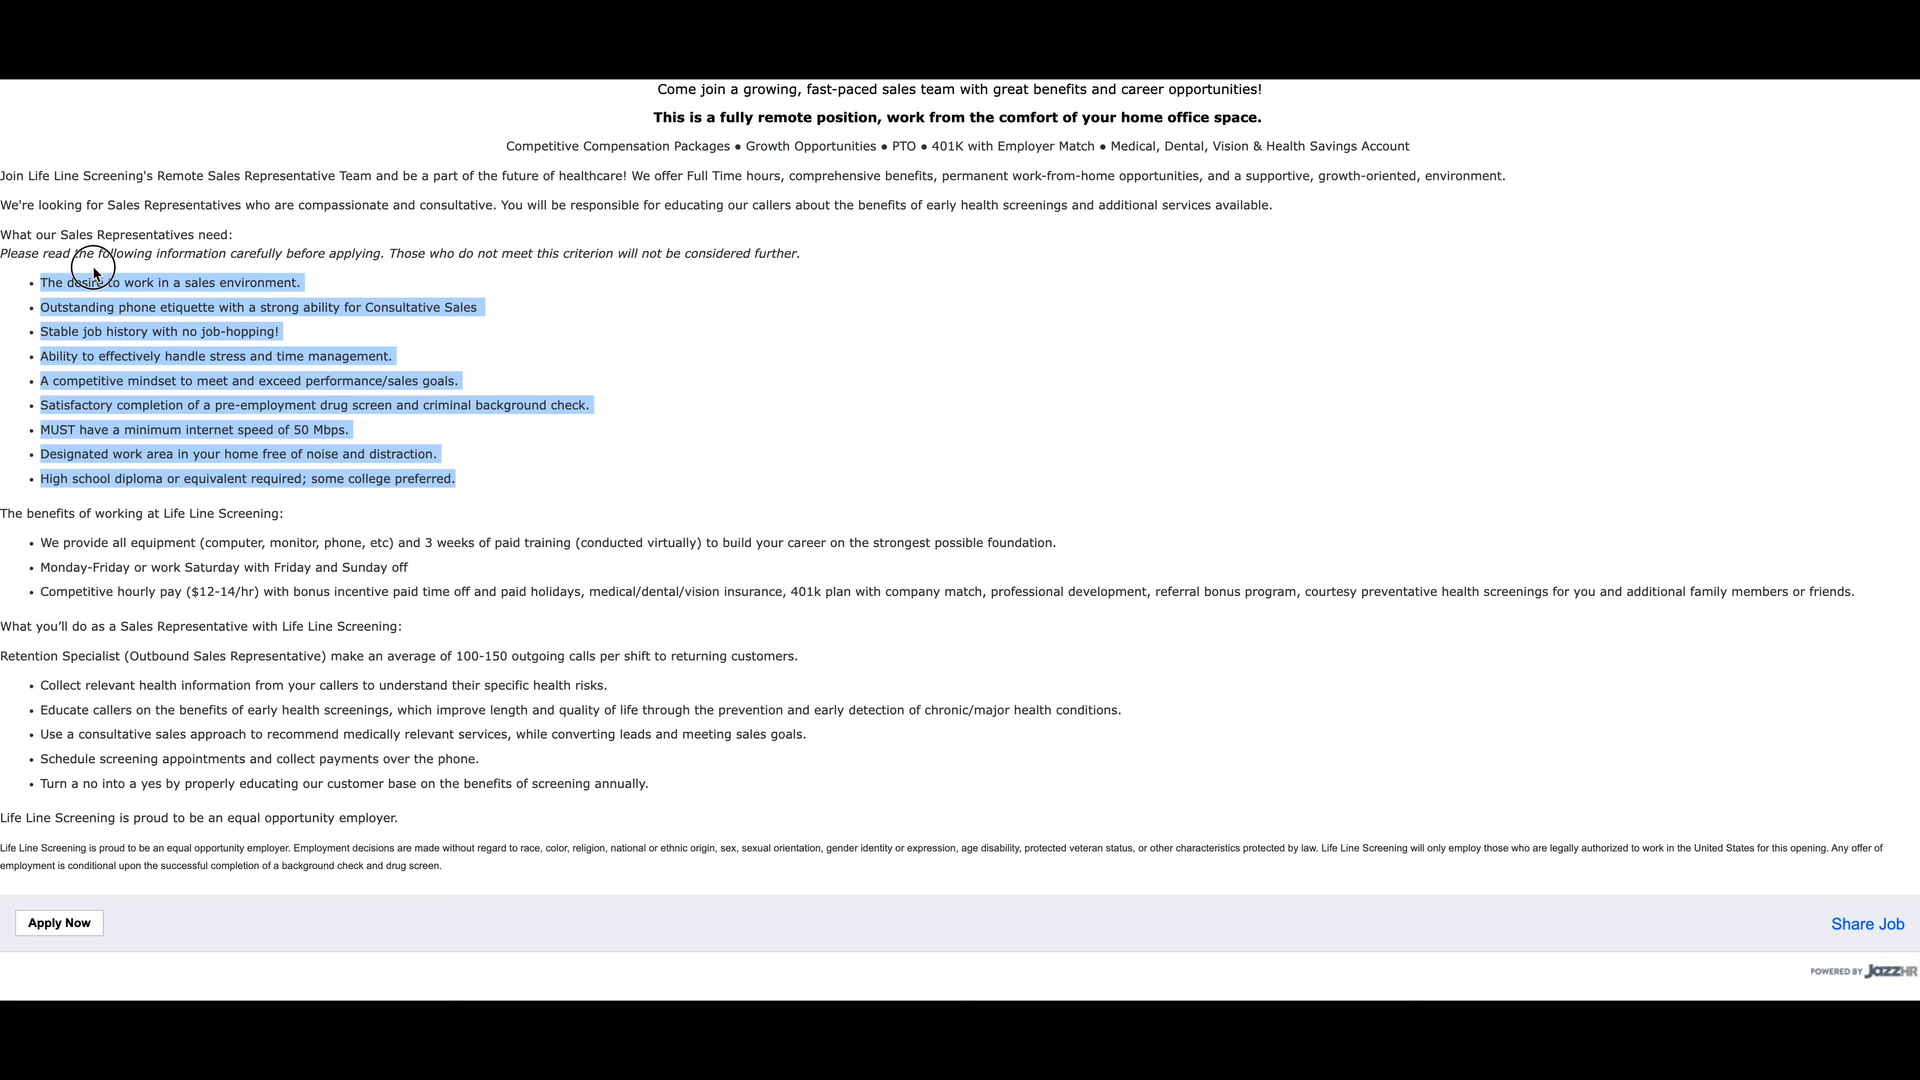 Come join a growing, fast-paced sales team with great benefits and career opportunities!
This is a fully remote position, work from the comfort of your home office space.
Competitive Compensation Packages ● Growth Opportunities ● PTO ● 401K with Employer Match ● Medical, Dental, Vision & Health Savings Account
Join Life Line Screening's Remote Sales Representative Team and be a part of the future of healthcare! We offer Full Time hours, comprehensive benefits, permanent work-from-home opportunities, and a supportive, growth-oriented, environment.
We're looking for Sales Representatives who are compassionate and consultative. You will be responsible for educating our callers about the benefits of early health screenings and additional services available.
What our Sales Representatives need:
Please read the following information carefully before applying. Those who do not meet this criterion will not be considered further.
• The desire to work in a sales environment.
• Outstanding phone etiquette with a strong ability for Consultative Sales
• Stable job history with no job-hopping!
• Ability to effectively handle stress and time management.
• A competitive mindset to meet and exceed performance/sales goals.
• Satisfactory completion of a pre-employment drug screen and criminal background check.
• MUST have a minimum internet speed of 50 Mbps.
• Designated work area in your home free of noise and distraction.
• High school diploma or equivalent required; some college preferred.
The benefits of working at Life Line Screening:
• We provide all equipment (computer, monitor, phone, etc) and 3 weeks of paid training (conducted virtually) to build your career on the strongest possible foundation.
• Monday-Friday or work Saturday with Friday and Sunday off
• Competitive hourly pay ($12-14/hr) with bonus incentive paid time off and paid holidays, medical/dental/vision insurance, 401k plan with company match, professional development, referral bonus program, courtesy preventative health screenings for you and additional family members or friends.
What you’ll do as a Sales Representative with Life Line Screening:
Retention Specialist (Outbound Sales Representative) make an average of 100-150 outgoing calls per shift to returning customers.
• Collect relevant health information from your callers to understand their specific health risks.
• Educate callers on the benefits of early health screenings, which improve length and quality of life through the prevention and early detection of chronic/major health conditions.
• Use a consultative sales approach to recommend medically relevant services, while converting leads and meeting sales goals.
• Schedule screening appointments and collect payments over the phone.
• Turn a no into a yes by properly educating our customer base on the benefits of screening annually.
Life Line Screening is proud to be an equal opportunity employer.
Life Line Screening is proud to be an equal opportunity employer. Employment decisions are made without regard to race, color, religion, national or ethnic origin, sex, sexual orientation, gender identity or expression, age disability, protected veteran status, or other characteristics protected by law. Life Line Screening will only employ those who are legally authorized to work in the United States for this opening. Any offer of
employment is conditional upon the successful completion of a background check and drug screen.
Apply Now
Share Job
POWERED BY JAZZHR